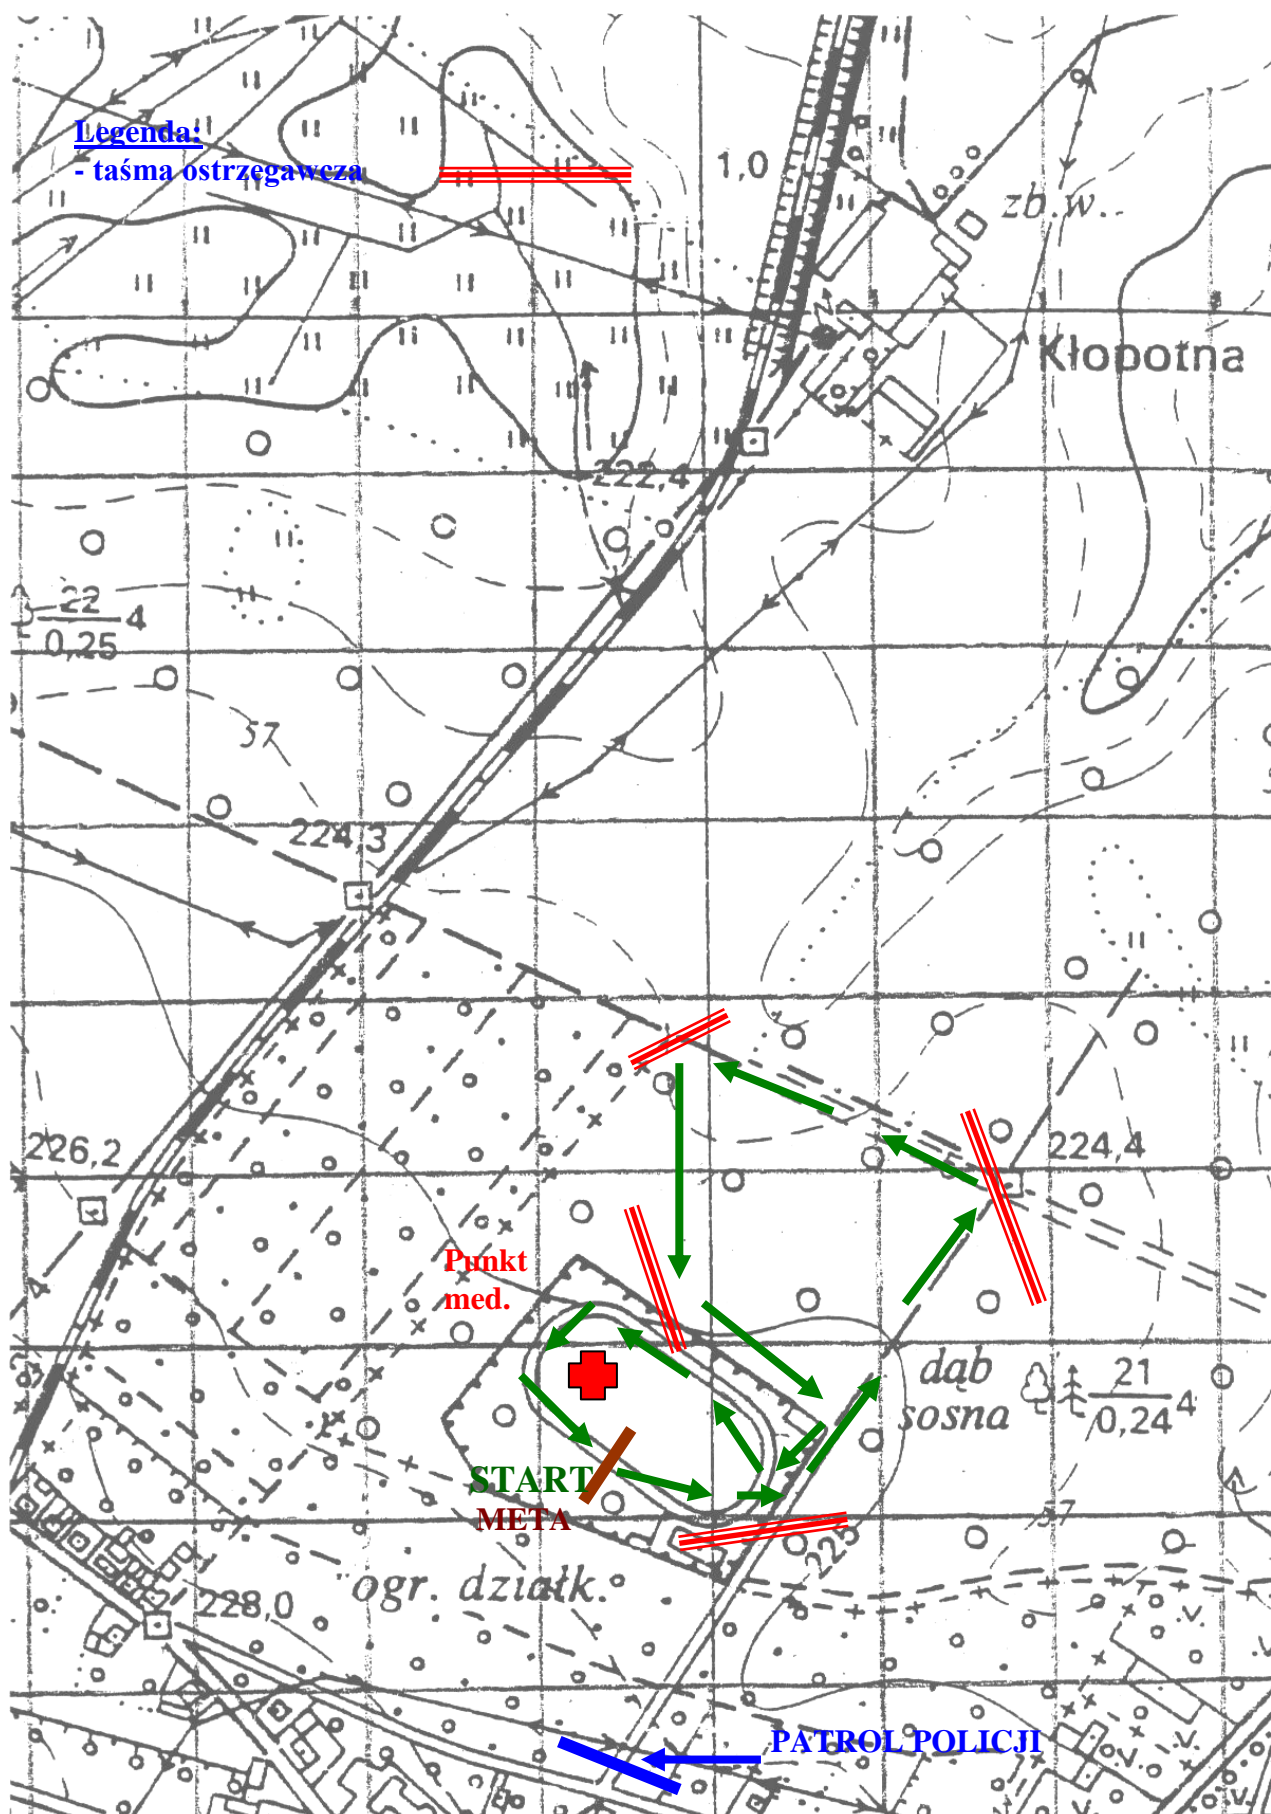 Legenda:
- taśma ostrzegawcza
1,0
zb.w.
Kłopotna
222,4
22
4
0,25
57
224,3
226,2
5
224,4
4
Punkt
med.
dąb
sosna
21
4
0,24
START
META
57
225
ogr. działk.
228,0
PATROL POLICJI